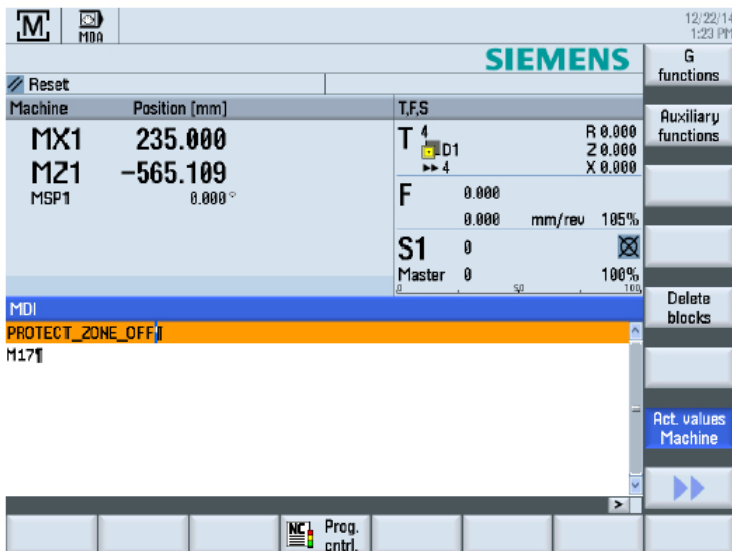 M
MDA
12/22/14
1:23 PM
SIEMENS
G
functions
Reset
Machine Position [mm] T,F,S
Auxiliary
functions
MX1 235.000
MZ1 -565.109
MSP1 0.000 °
T 4 R 0.000
D1 Z 0.000
4 X 0.000
F 0.000
0.000 mm/rev 105%
S1 0
Master 0 100%
0 50 100
Delete
blocks
MDI
PROTECT_ZONE_OFF¶
M17¶
Act. values
Machine
>
NC Prog.
cntrl.